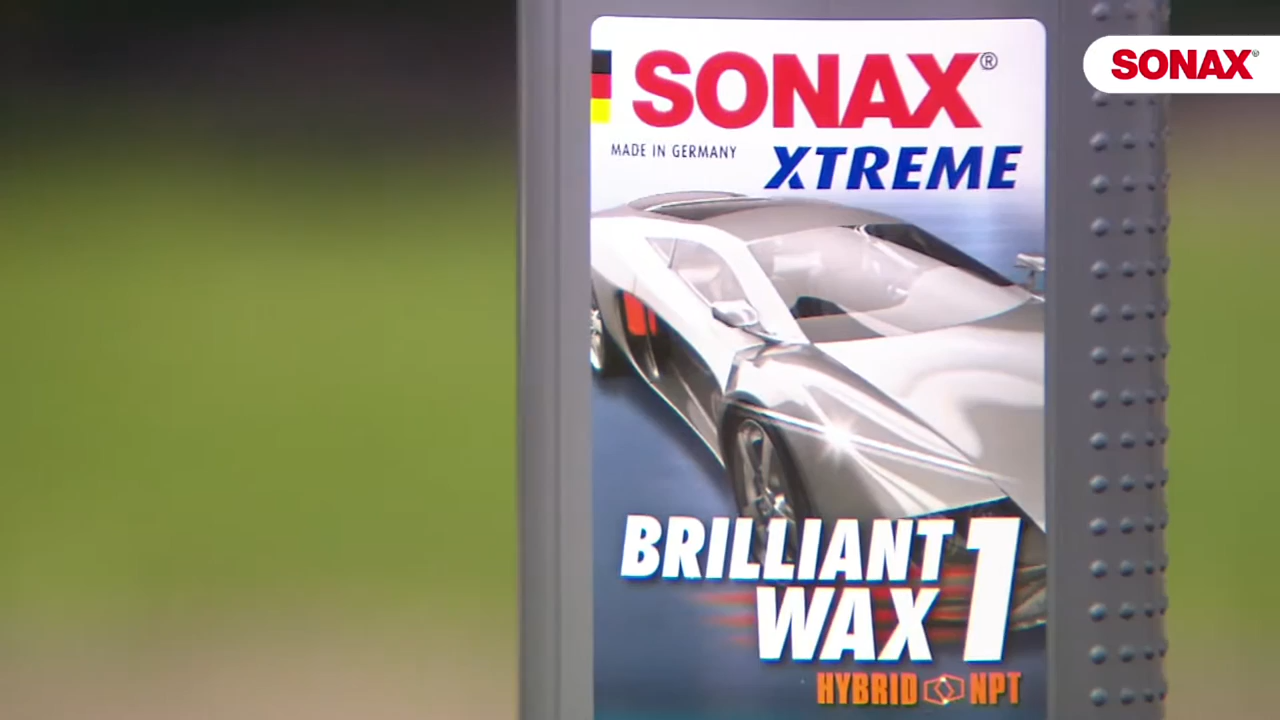 SONAX®
MADE IN GERMANY
XTREME
BRILLIANT
WAX 1
HYBRID NPT
SONAX®